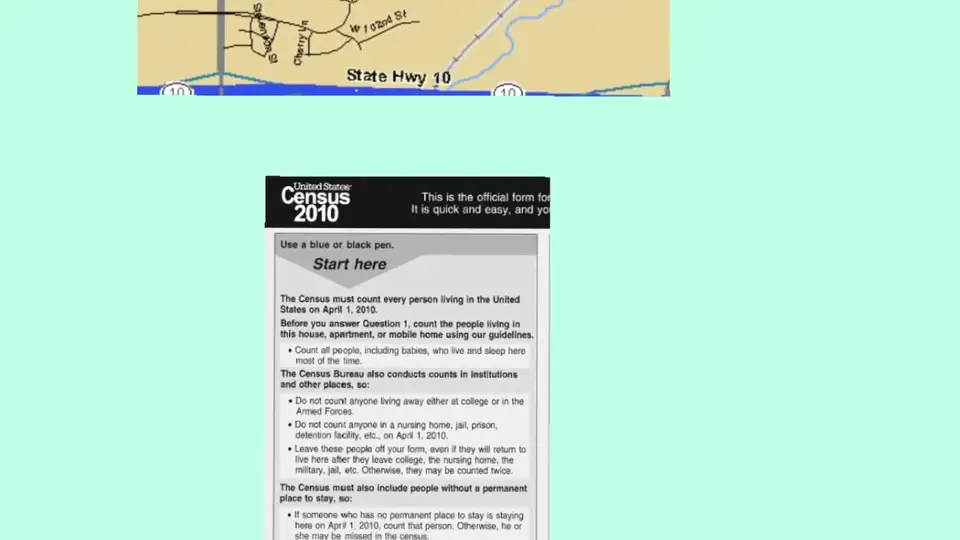 W 102nd St
Cherry Ln
State Hwy 10
10
10
United States
Census
2010
This is the official form for
It is quick and easy, and yo
Use a blue or black pen.
Start here
The Census must count every person living in the United
States on April 1, 2010.
Before you answer Question 1, count the people living in
this house, apartment, or mobile home using our guidelines.
• Count all people, including babies, who live and sleep here
most of the time.
The Census Bureau also conducts counts in institutions
and other places, so:
• Do not count anyone living away either at college or in the
Armed Forces.
• Do not count anyone in a nursing home, jail, prison,
detention facility, etc., on April 1, 2010.
• Leave these people off your form, even if they will return to
live here after they leave college, the nursing home, the
military, jail, etc. Otherwise, they may be counted twice.
The Census must also include people without a permanent
place to stay, so:
• If someone who has no permanent place to stay is staying
here on April 1, 2010, count that person. Otherwise, he or
she may be missed in the census.